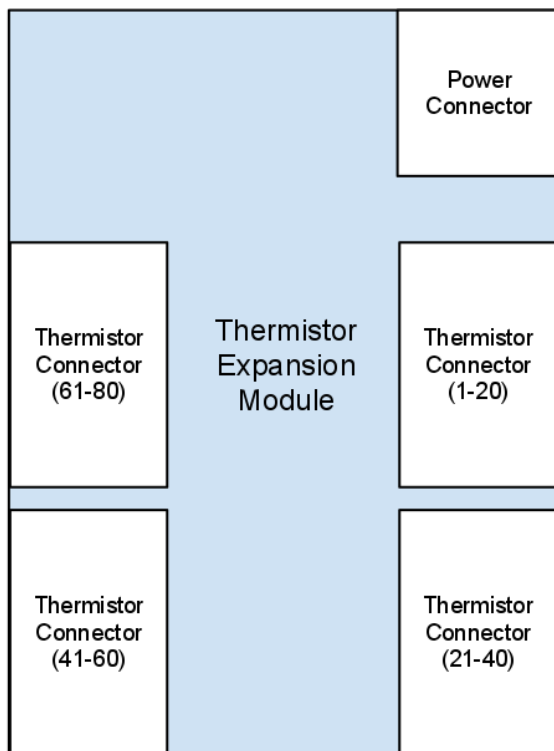 Power
Connector
Thermistor
Connector
(61-80)
Thermistor
Expansion
Module
Thermistor
Connector
(1-20)
Thermistor
Connector
(41-60)
Thermistor
Connector
(21-40)